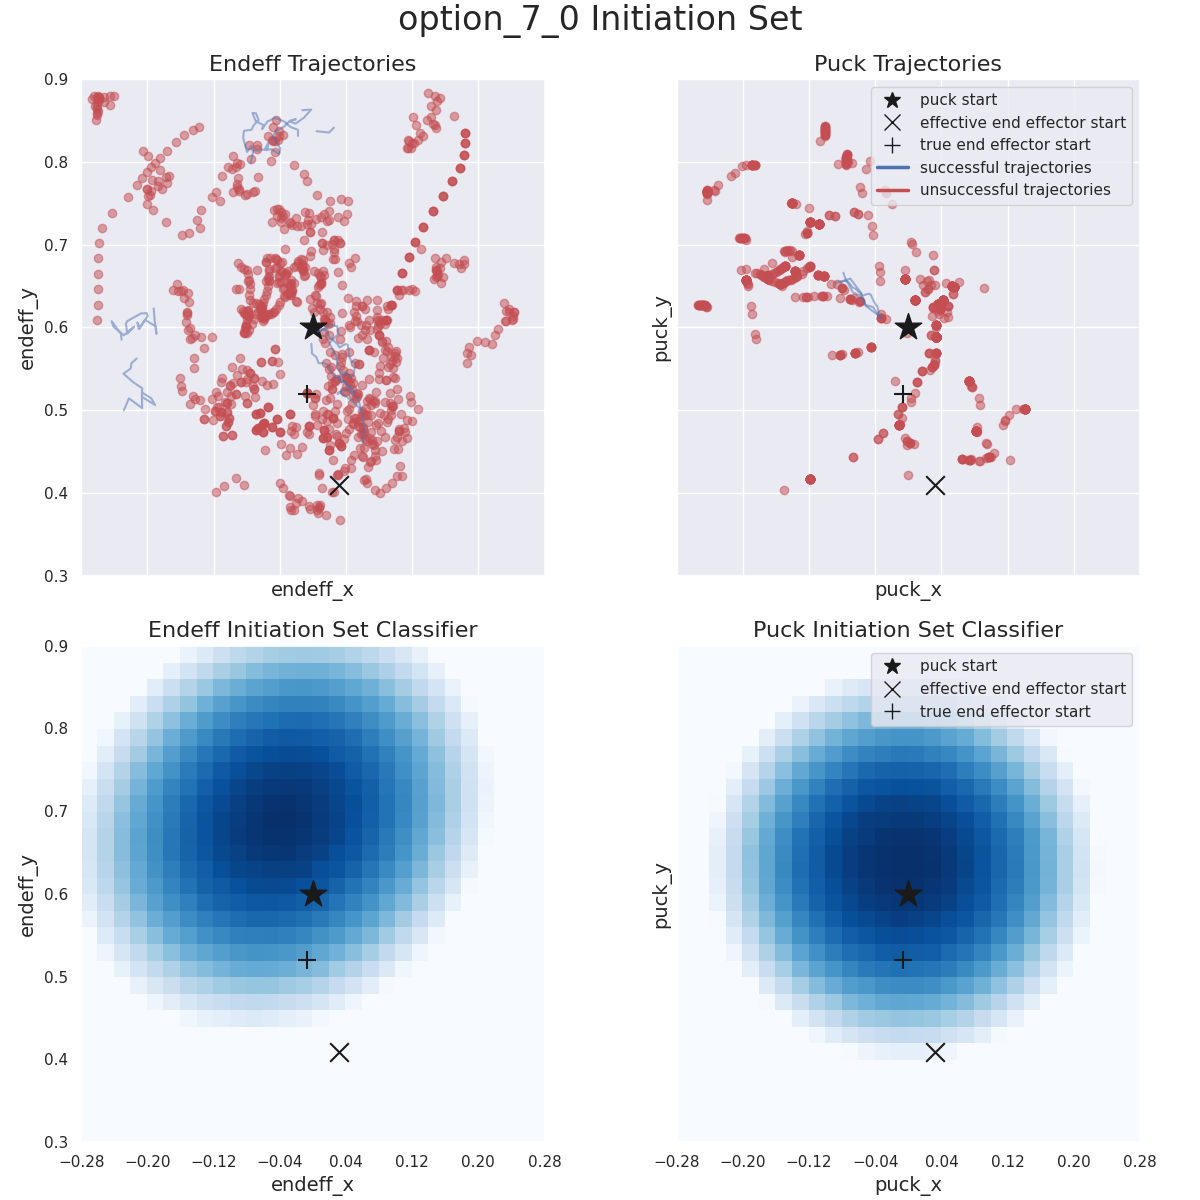 option_7_0 Initiation Set
Endeff Trajectories
Puck Trajectories
0.9
0.8
0.7
0.6
0.5
0.4
0.3
endeff_y
endeff_x
puck start
effective end effector start
true end effector start
successful trajectories
unsuccessful trajectories
puck_y
puck_x
Endeff Initiation Set Classifier
Puck Initiation Set Classifier
0.9
0.8
0.7
0.6
0.5
0.4
0.3
endeff_y
−0.28 −0.20 −0.12 −0.04 0.04 0.12 0.20 0.28
endeff_x
puck start
effective end effector start
true end effector start
puck_y
−0.28 −0.20 −0.12 −0.04 0.04 0.12 0.20 0.28
puck_x